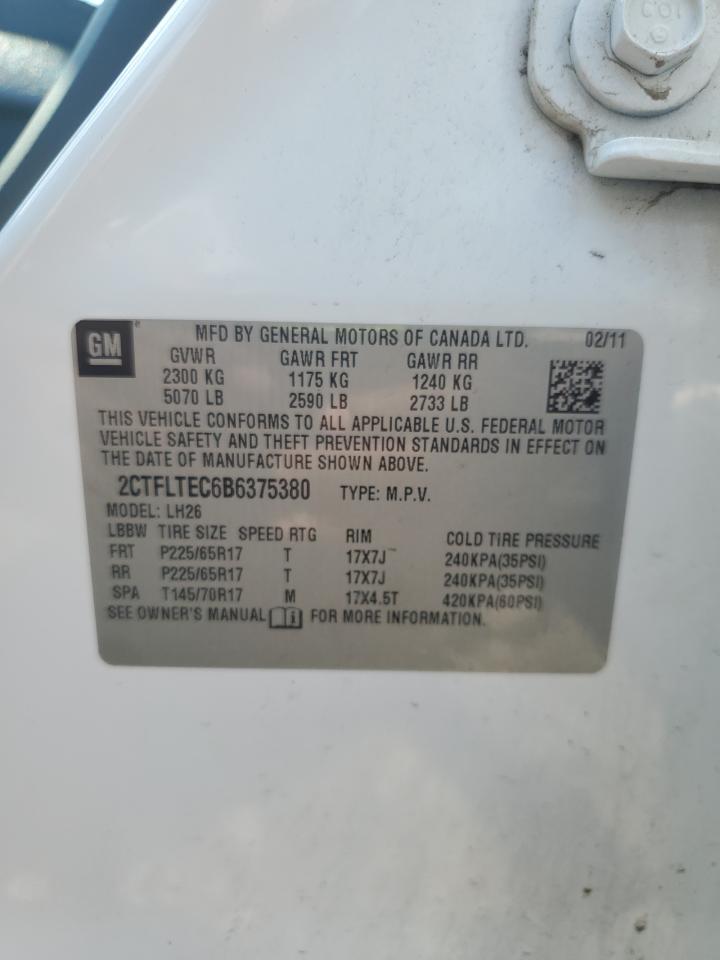 GM ® MFD BY GENERAL MOTORS OF CANADA LTD. 02/11
GVWR GAWR FRT GAWR RR
2300 KG 1175 KG 1240 KG
5070 LB 2590 LB 2733 LB
THIS VEHICLE CONFORMS TO ALL APPLICABLE U.S. FEDERAL MOTOR
VEHICLE SAFETY AND THEFT PREVENTION STANDARDS IN EFFECT ON
THE DATE OF MANUFACTURE SHOWN ABOVE.
2CTFLTEC6B6375380 TYPE: M.P.V.
MODEL: LH26
LBBW TIRE SIZE SPEED RTG RIM COLD TIRE PRESSURE
FRT P225/65R17 T 17X7J 240KPA(35PSI)
RR P225/65R17 T 17X7J 240KPA(35PSI)
SPA T145/70R17 M 17X4.5T 420KPA(60PSI)
SEE OWNER'S MANUAL FOR MORE INFORMATION.